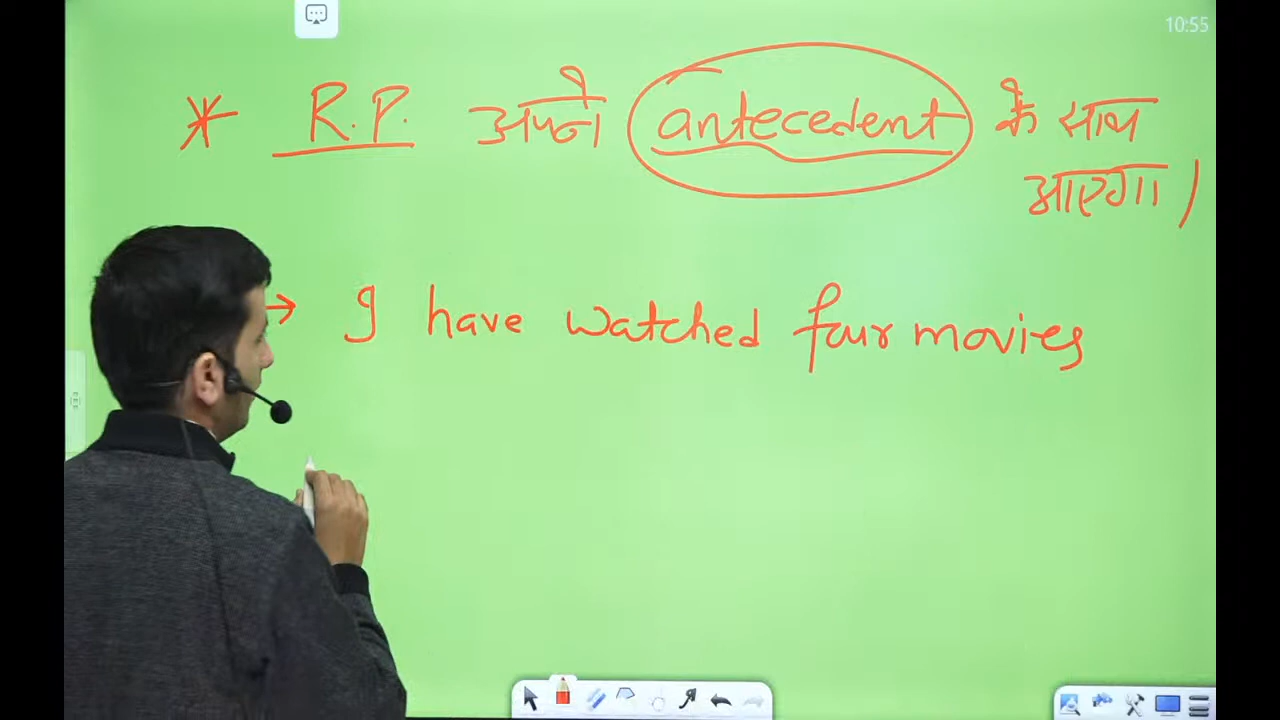 10:55
* R.P. अपने antecedent के साथ
आएगा।
→ I have watched four movies